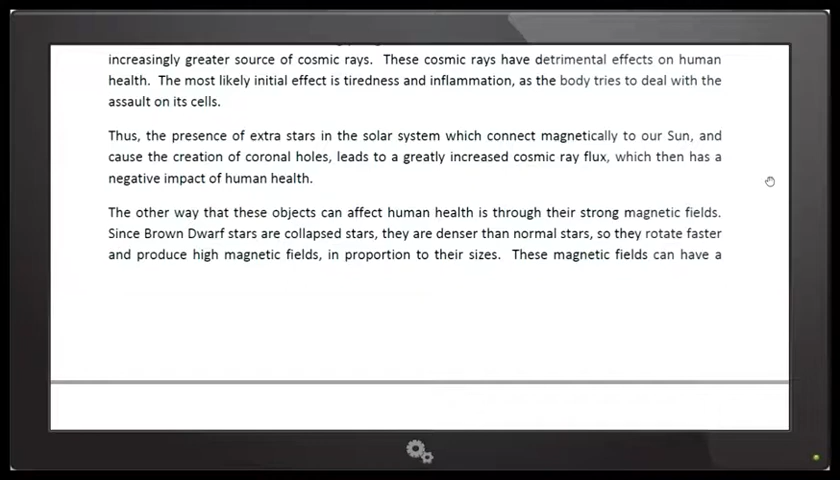 increasingly greater source of cosmic rays. These cosmic rays have detrimental effects on human
health. The most likely initial effect is tiredness and inflammation, as the body tries to deal with the
assault on its cells.
Thus, the presence of extra stars in the solar system which connect magnetically to our Sun, and
cause the creation of coronal holes, leads to a greatly increased cosmic ray flux, which then has a
negative impact of human health.
The other way that these objects can affect human health is through their strong magnetic fields.
Since Brown Dwarf stars are collapsed stars, they are denser than normal stars, so they rotate faster
and produce high magnetic fields, in proportion to their sizes. These magnetic fields can have a